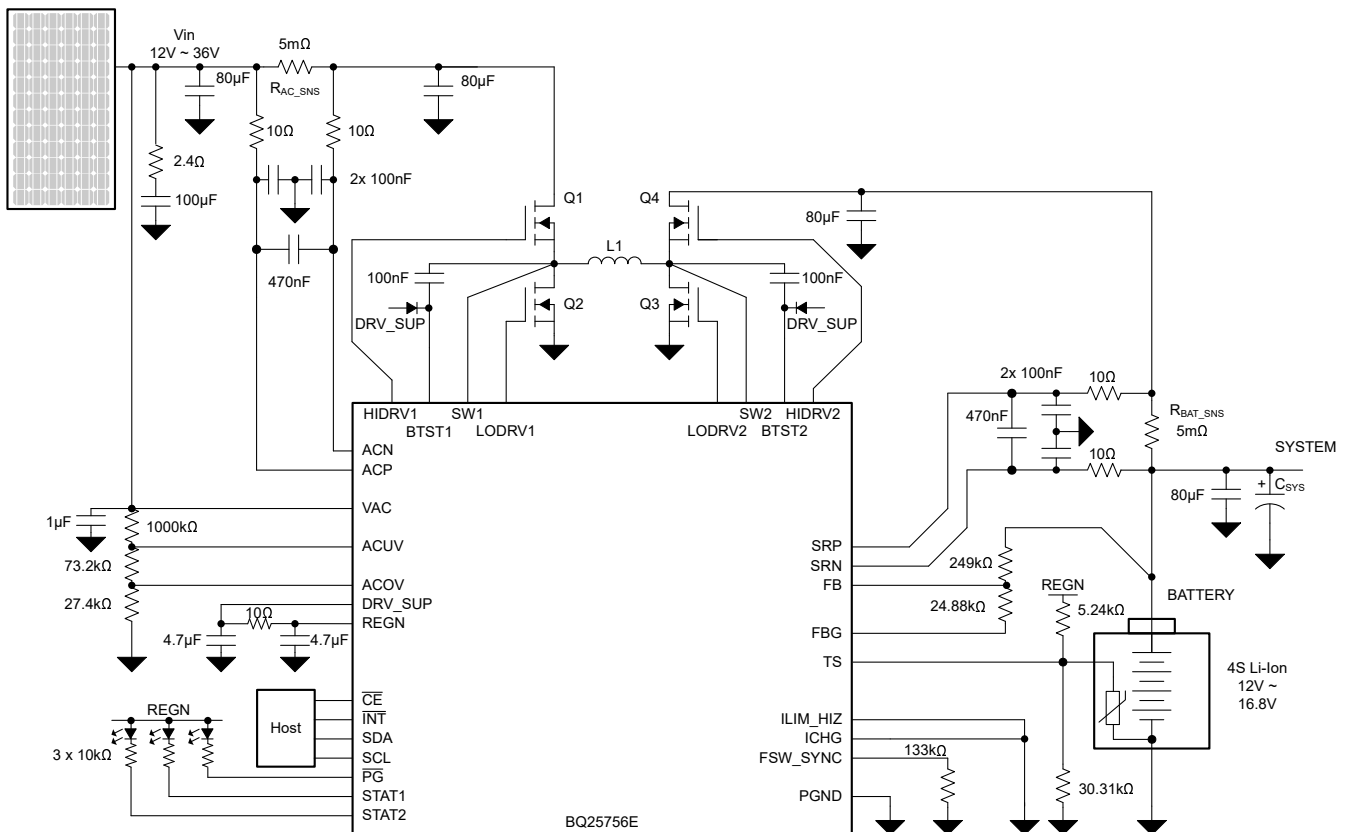 Vin
12V ~ 36V
5mΩ
R_AC_SNS
80µF
80µF
10Ω
10Ω
2.4Ω
100µF
2x 100nF
470nF
Q1
Q4
80µF
L1
100nF
100nF
Q2
Q3
DRV_SUP
DRV_SUP
HIDRV1
BTST1
SW1
LODRV1
LODRV2
SW2
BTST2
HIDRV2
2x 100nF
10Ω
470nF
R_BAT_SNS
5mΩ
10Ω
SYSTEM
80µF
+
C_SYS
ACN
ACP
VAC
1µF
1000kΩ
ACUV
73.2kΩ
ACOV
27.4kΩ
DRV_SUP
10Ω
REGN
4.7µF
4.7µF
SRP
SRN
FB
FBG
TS
249kΩ
24.88kΩ
REGN
5.24kΩ
BATTERY
4S Li-Ion
12V ~
16.8V
REGN
3 x 10kΩ
Host
CE
INT
SDA
SCL
PG
STAT1
STAT2
ILIM_HIZ
ICHG
FSW_SYNC
133kΩ
PGND
30.31kΩ
BQ25756E